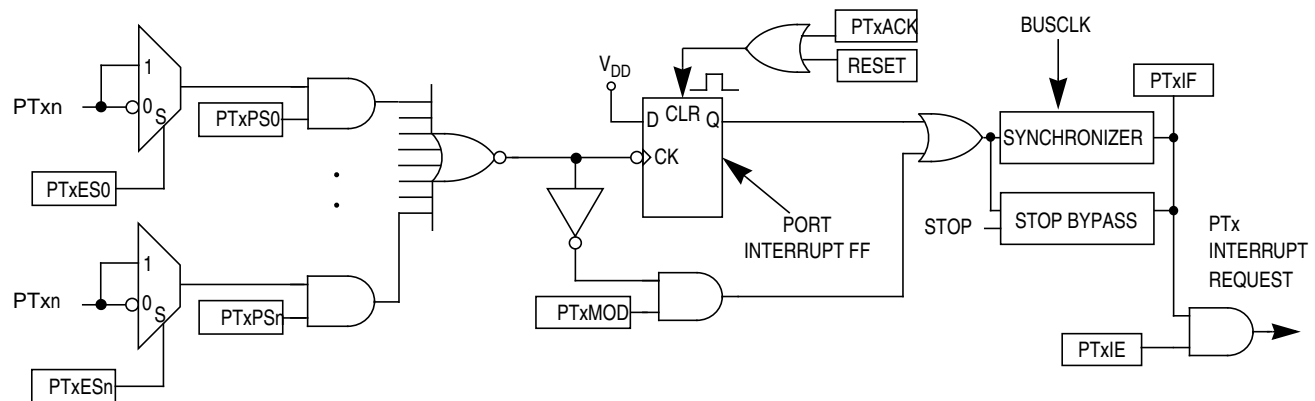 PTxn
1
0
S
PTxPS0
PTxES0
PTxn
1
0
S
PTxPSn
PTxESn
VDD
D
CLR
Q
CK
PTxACK
RESET
PORT
INTERRUPT FF
PTxMOD
BUSCLK
SYNCHRONIZER
STOP
STOP BYPASS
PTxIF
PTx
INTERRUPT
REQUEST
PTxIE